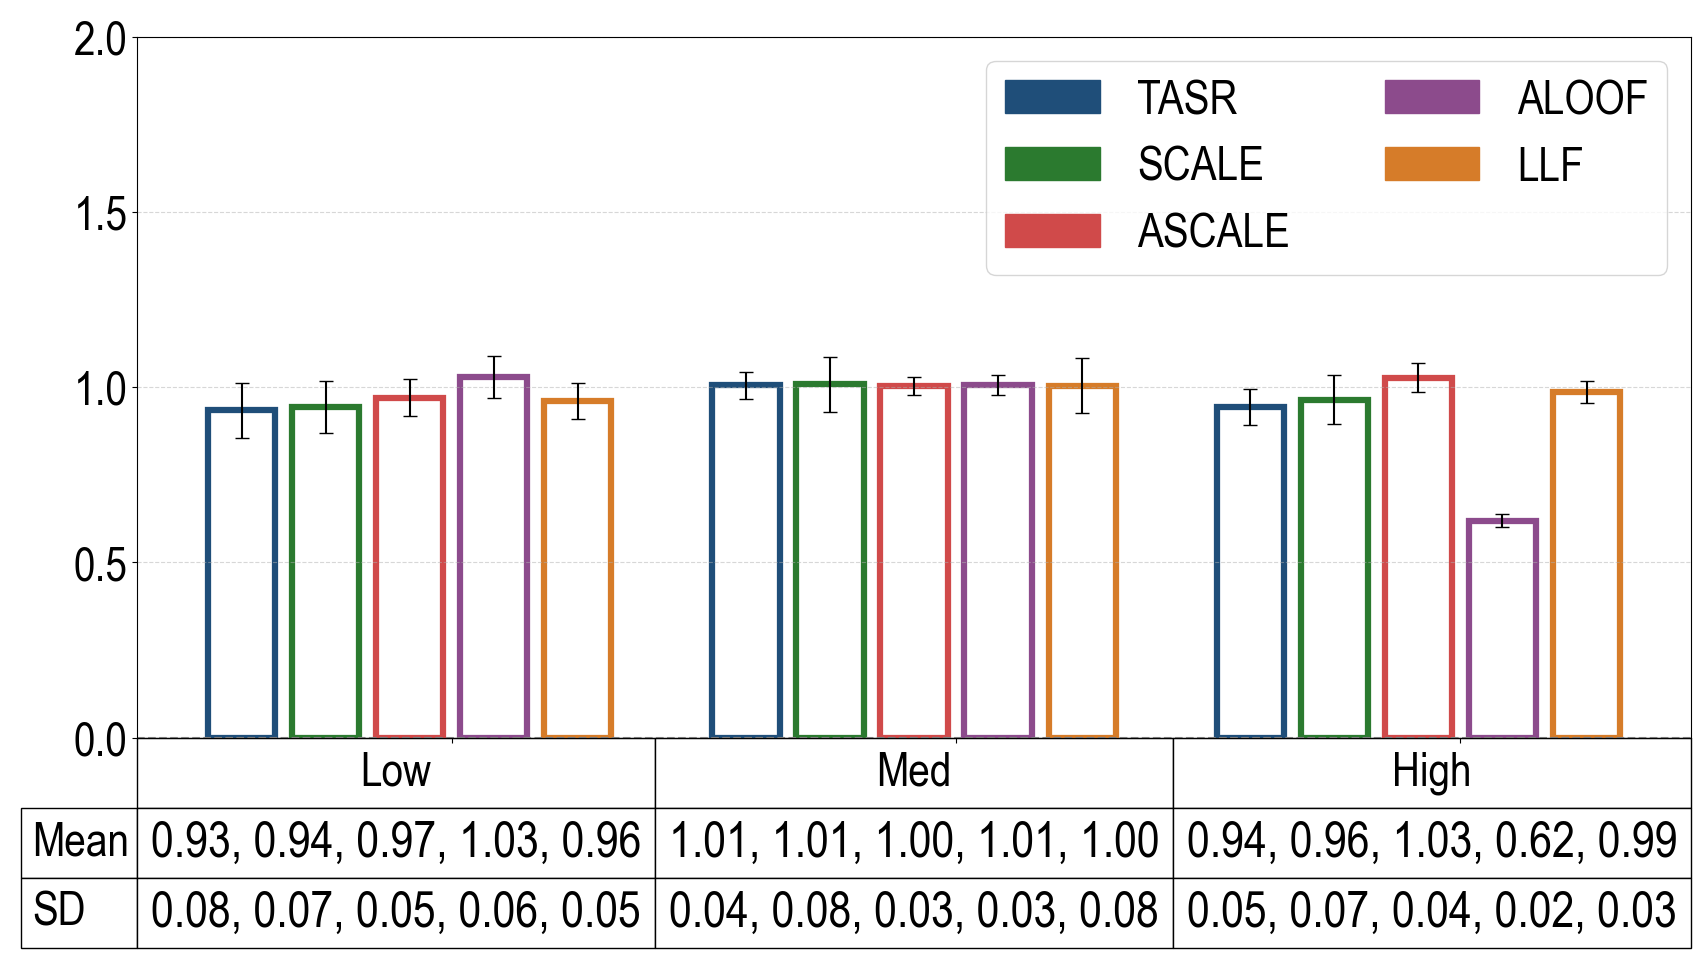 2.0
1.5
1.0
0.5
0.0
TASR
SCALE
ASCALE
ALOOF
LLF
Low Med High
Mean 0.93, 0.94, 0.97, 1.03, 0.96 1.01, 1.01, 1.00, 1.01, 1.00 0.94, 0.96, 1.03, 0.62, 0.99
SD 0.08, 0.07, 0.05, 0.06, 0.05 0.04, 0.08, 0.03, 0.03, 0.08 0.05, 0.07, 0.04, 0.02, 0.03